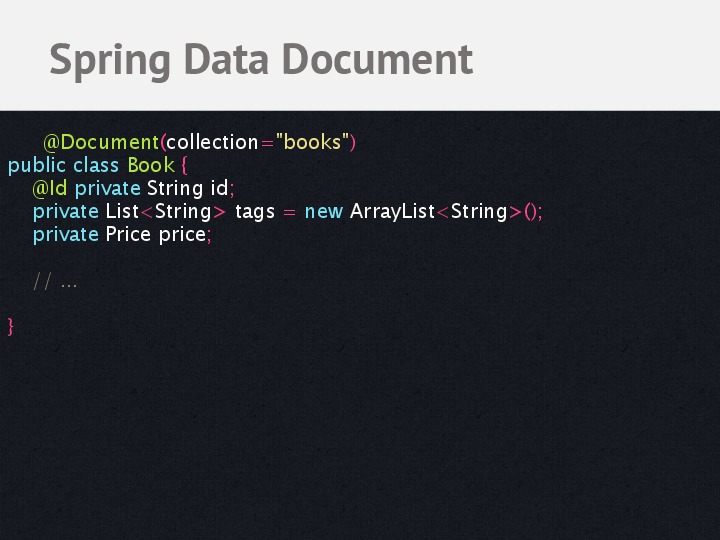 Spring Data Document
@Document(collection="books")
public class Book {
@Id private String id;
private List<String> tags = new ArrayList<String>();
private Price price;
// ...
}